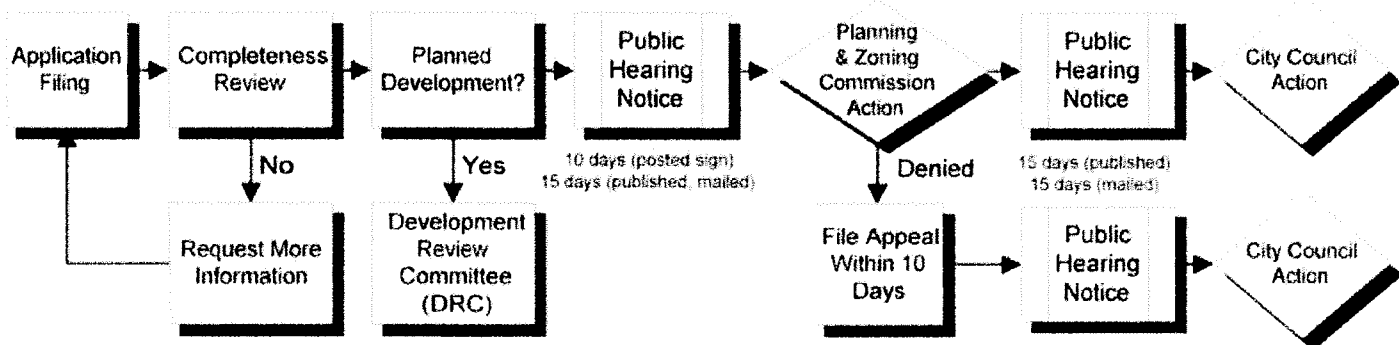 Application
Filing
Completeness
Review
Planned
Development?
Public
Hearing
Notice
Planning
& Zoning
Commission
Action
Public
Hearing
Notice
City Council
Action
No
Yes
10 days (posted sign)
15 days (published, mailed)
Denied
15 days (published)
15 days (mailed)
Request More
Information
Development
Review
Committee
(DRC)
File Appeal
Within 10
Days
Public
Hearing
Notice
City Council
Action